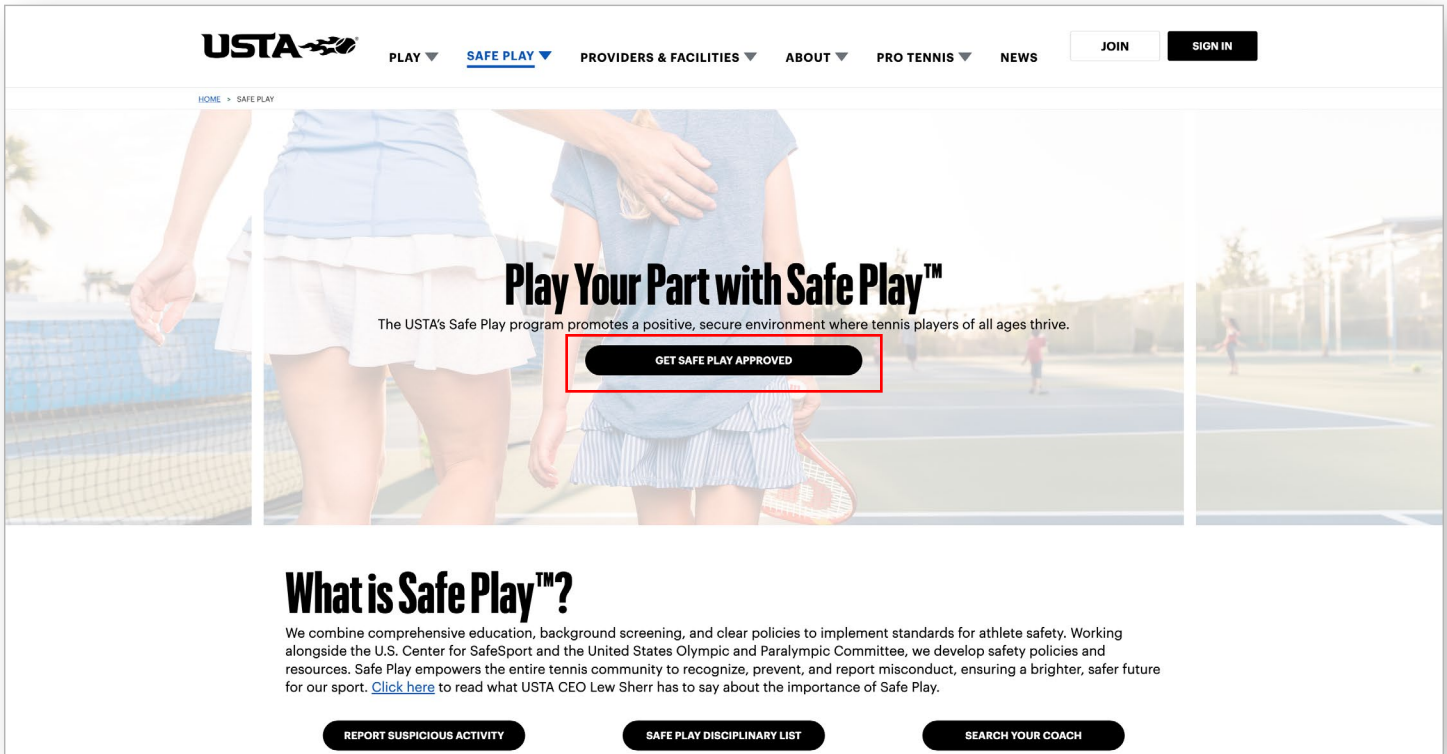 USTA
PLAY SAFE PLAY PROVIDERS & FACILITIES ABOUT PRO TENNIS NEWS JOIN SIGN IN
HOME > SAFE PLAY
Play Your Part with Safe Play™
The USTA's Safe Play program promotes a positive, secure environment where tennis players of all ages thrive.
GET SAFE PLAY APPROVED
What is Safe Play™?
We combine comprehensive education, background screening, and clear policies to implement standards for athlete safety. Working
alongside the U.S. Center for SafeSport and the United States Olympic and Paralympic Committee, we develop safety policies and
resources. Safe Play empowers the entire tennis community to recognize, prevent, and report misconduct, ensuring a brighter, safer future
for our sport. Click here to read what USTA CEO Lew Sherr has to say about the importance of Safe Play.
REPORT SUSPICIOUS ACTIVITY SAFE PLAY DISCIPLINARY LIST SEARCH YOUR COACH